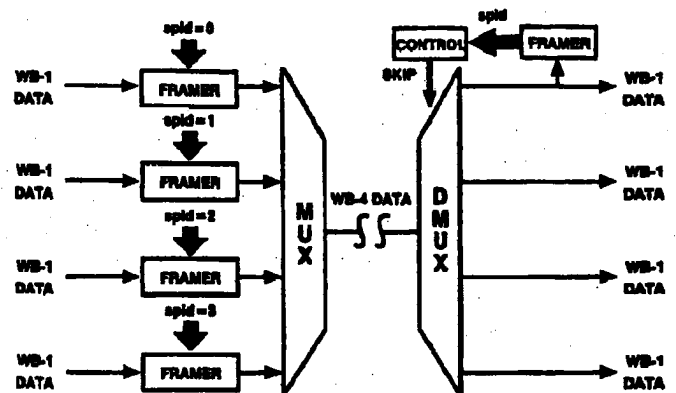 spid = 0
WB-1
DATA
FRAMER
spid = 1
WB-1
DATA
FRAMER
spid = 2
WB-1
DATA
FRAMER
spid = 3
WB-1
DATA
FRAMER
MUX
WB-4 DATA
DMUX
CONTROL
spid
FRAMER
SKIP
WB-1
DATA
WB-1
DATA
WB-1
DATA
WB-1
DATA